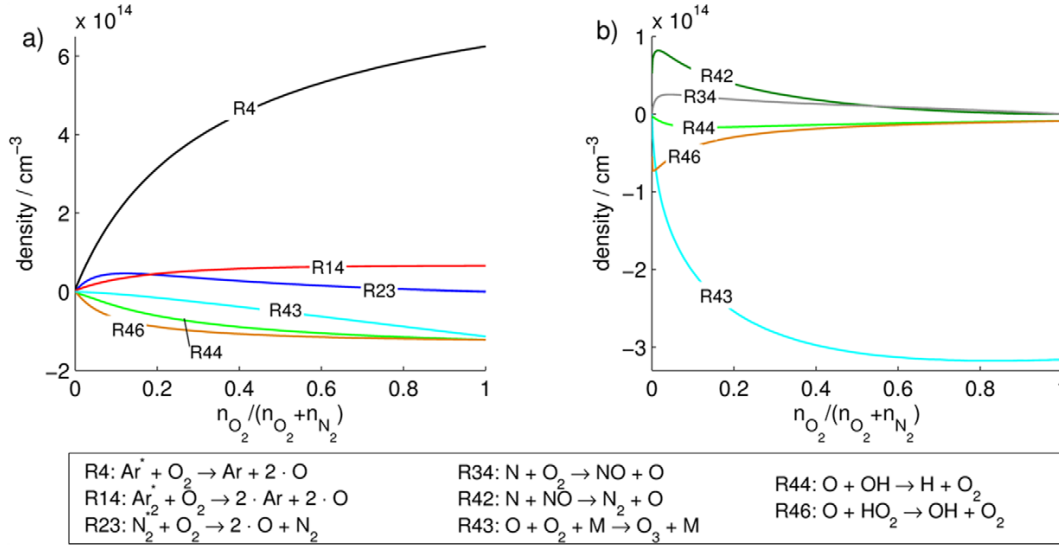 x 10¹⁴
a)
6
4
2
0
−2
density / cm⁻³
R4
R14
R23
R43
R46
R44
0 0.2 0.4 0.6 0.8 1
n_O₂/(n_O₂+n_N₂)
x 10¹⁴
b)
1
0
−1
−2
−3
density / cm⁻³
R42
R34
R44
R46
R43
0 0.2 0.4 0.6 0.8
n_O₂/(n_O₂+n_N₂)
R4: Ar* + O₂ → Ar + 2 · O
R14: Ar₂* + O₂ → 2 · Ar + 2 · O
R23: N₂* + O₂ → 2 · O + N₂
R34: N + O₂ → NO + O
R42: N + NO → N₂ + O
R43: O + O₂ + M → O₃ + M
R44: O + OH → H + O₂
R46: O + HO₂ → OH + O₂